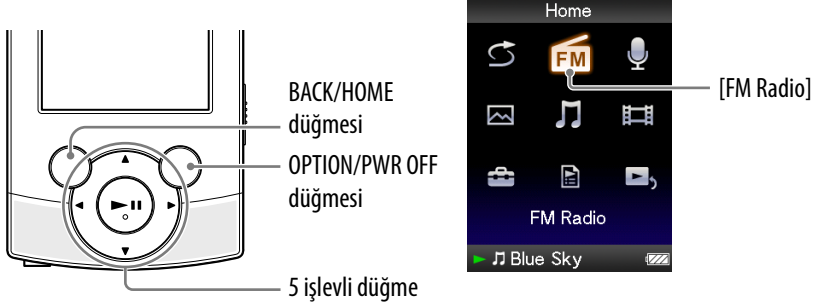 BACK/HOME
düğmesi
OPTION/PWR OFF
düğmesi
5 işlevli düğme
Home
FM
[FM Radio]
FM Radio
Blue Sky